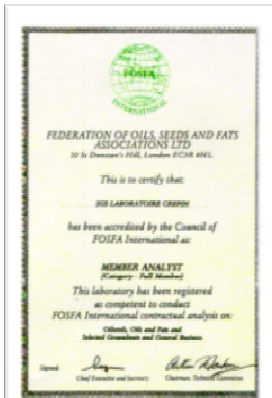 FOSFA
INTERNATIONAL
FEDERATION OF OILS, SEEDS AND FATS
ASSOCIATIONS LTD
20 St Dunstan's Hill, London EC3R 8HL.
This is to certify that:
SGS LABORATOIRE CREPIN
has been accredited by the Council of
FOSFA International as:
MEMBER ANALYST
(Category - Full Member)
This laboratory has been registered
as competent to conduct
FOSFA International contractual analysis on:
Oilseeds, Oils and Fats and
Selected Groundnuts and General Business
Signed
Chief Executive and Secretary
Chairman, Technical Committee